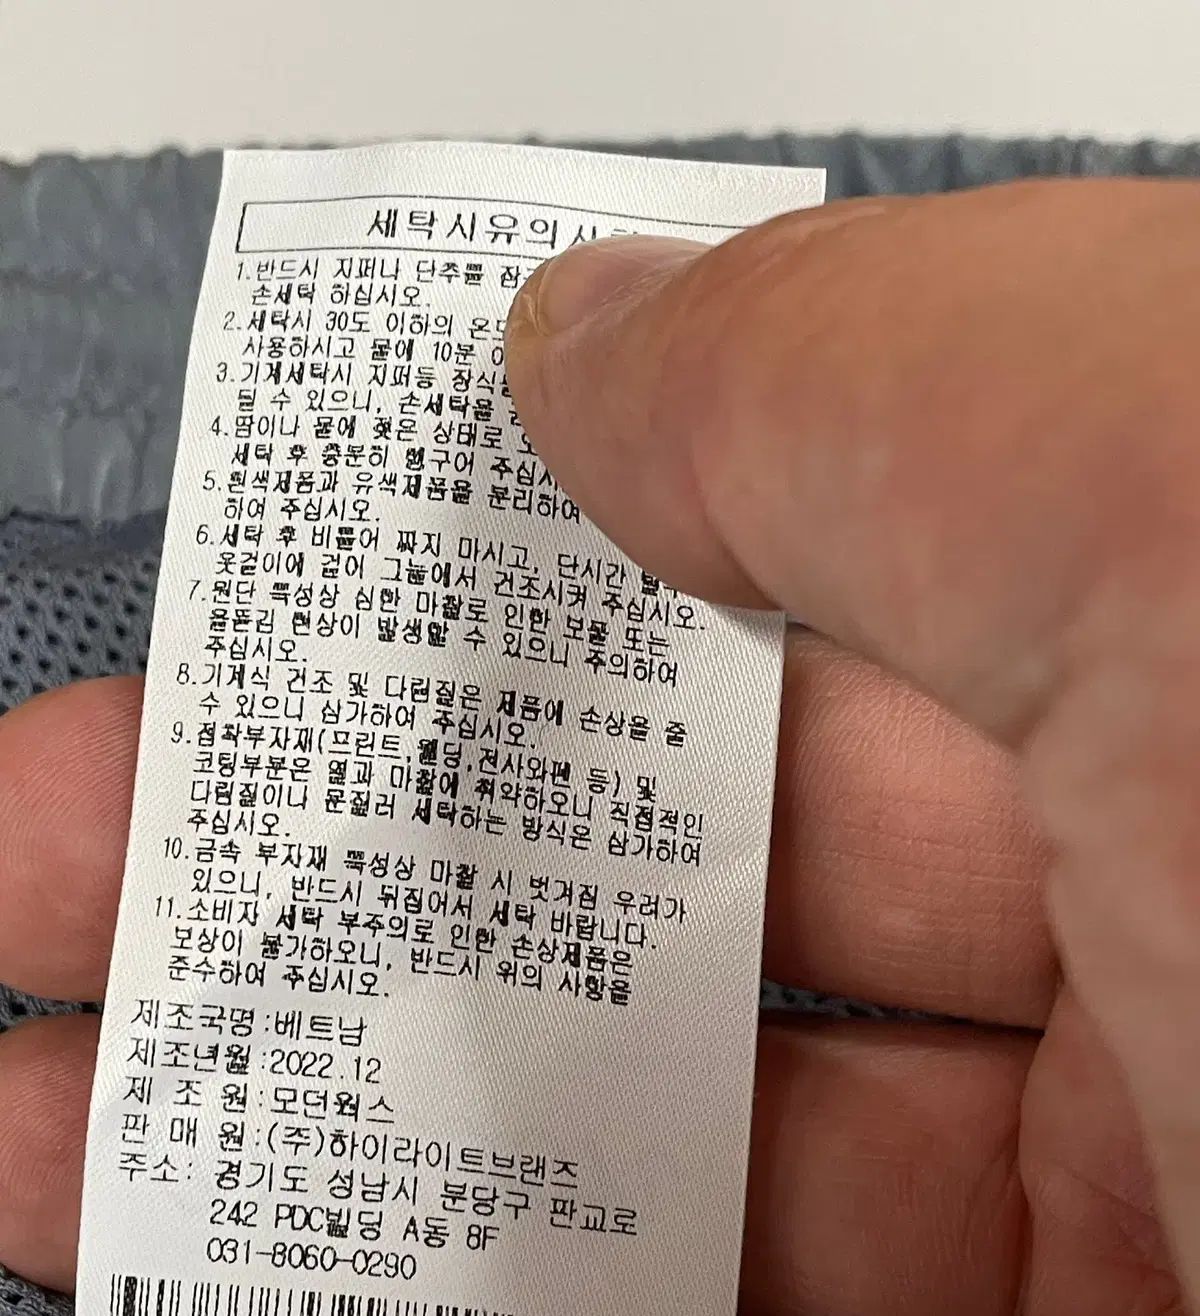 세탁시유의사
1.반드시 지퍼나 단추를
손세탁 하십시오.
2.세탁시 30도 이하의
사용하시고 물에 10분
3.기계세탁시 지퍼등
될 수 있으니, 손세탁을
4.땀이나 물에 젖은 상태로
세탁 후 충분히 헹구어
5.흰색제품과 유색제품을 분리하여
하여 주십시오.
6.세탁 후 비틀어 짜지 마시고, 단시간
옷걸이에 걸어 그늘에서 건조시켜 주십시오.
7.원단 특성상 심한 마찰로 인한 보풀 또는
올뜯김 현상이 발생할 수 있으니 주의하여
주십시오.
8.기계식 건조 및 다림질은 제품에 손상을 줄
수 있으니 삼가하여 주십시오.
9.접착부자재(프린트,웰딩,전사와펜 등) 및
코팅부분은 열과 마찰에 취약하오니 직접적인
다림질이나 문질러 세탁하는 방식은 삼가하여
주십시오.
10.금속 부자재 특성상 마찰 시 벗겨짐 우려가
있으니, 반드시 뒤집어서 세탁 바랍니다.
11.소비자 세탁 부주의로 인한 손상제품은
보상이 불가하오니, 반드시 위의 사항을
준수하여 주십시오.
제조국명:베트남
제조년월:2022.12
제 조 원:모던웍스
판 매 원:(주)하이라이트브랜즈
주소: 경기도 성남시 분당구 판교로
242 PDC빌딩 A동 8F
031-8060-0290